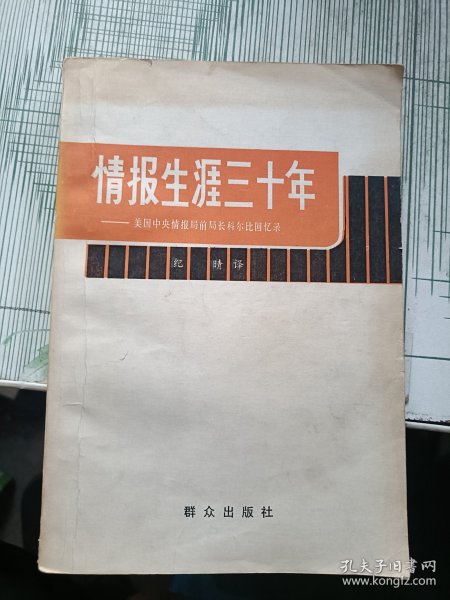 情报生涯三十年
——美国中央情报局前局长科尔比回忆录
纪 晴 译
群众出版社
孔夫子旧书网
www.kongfz.com